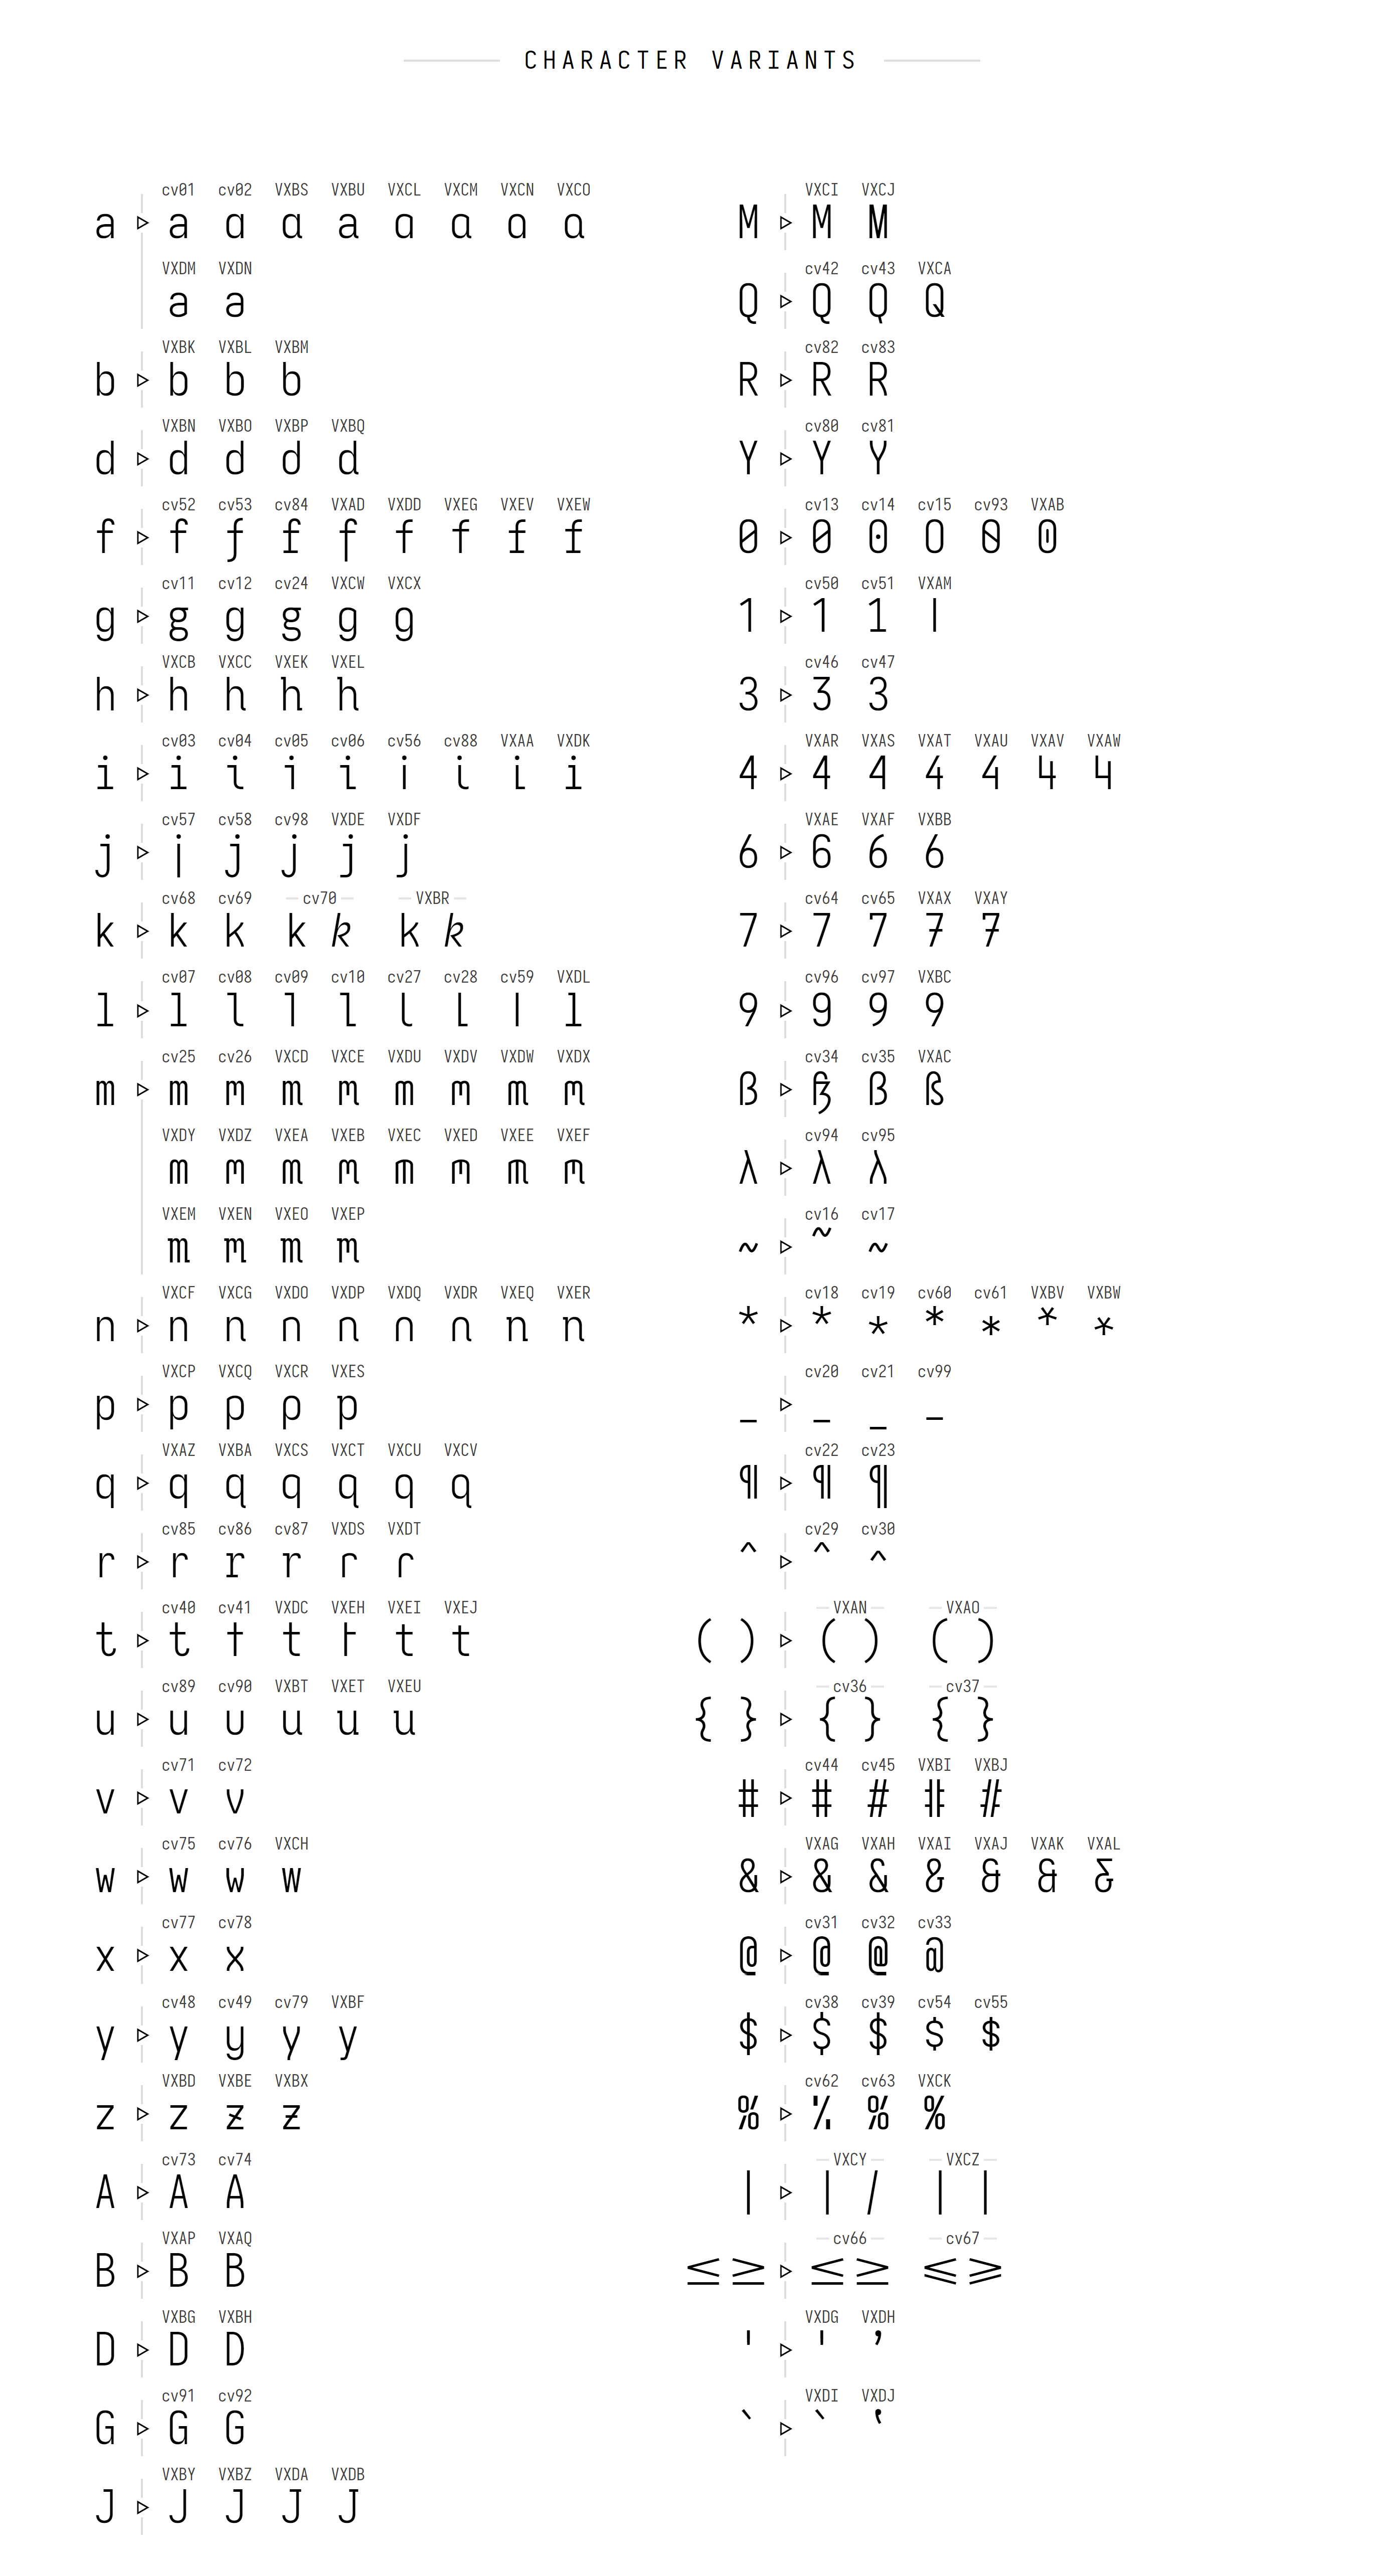 CHARACTER VARIANTS
cv01 cv02 VXBS VXBU VXCL VXCM VXCN VXCO
a a a a a a a a a
VXDM VXDN
a a
VXBK VXBL VXBM
b b b b
VXBN VXBO VXBP VXBQ
d d d d d
cv52 cv53 cv84 VXAD VXDD VXEG VXEV VXEW
f f f f f f f f f
cv11 cv12 cv24 VXCW VXCX
g g g g g g
VXCB VXCC VXEK VXEL
h h h h h
cv03 cv04 cv05 cv06 cv56 cv88 VXAA VXDK
i i i i i i i i i
cv57 cv58 cv98 VXDE VXDF
j j j j j j
cv68 cv69 cv70 VXBR
k k k k k k k
cv07 cv08 cv09 cv10 cv27 cv28 cv59 VXDL
l l l l l l l l l
cv25 cv26 VXCD VXCE VXDU VXDV VXDW VXDX
m m m m m m m m m
VXDY VXDZ VXEA VXEB VXEC VXED VXEE VXEF
m m m m m m m m
VXEM VXEN VXEO VXEP
m m m m
VXCF VXCG VXDO VXDP VXDQ VXDR VXEQ VXER
n n n n n n n n n
VXCP VXCQ VXCR VXES
p p p p p
VXAZ VXBA VXCS VXCT VXCU VXCV
q q q q q q q
cv85 cv86 cv87 VXDS VXDT
r r r r r r
cv40 cv41 VXDC VXEH VXEI VXEJ
t t t t t t t
cv89 cv90 VXBT VXET VXEU
u u u u u u
cv71 cv72
v v v
cv75 cv76 VXCH
w w w w
cv77 cv78
x x x
cv48 cv49 cv79 VXBF
y y y y y
VXBD VXBE VXBX
z z z z
cv73 cv74
A A A
VXAP VXAQ
B B B
VXBG VXBH
D D D
cv91 cv92
G G G
VXBY VXBZ VXDA VXDB
J J J J J
VXCI VXCJ
M M M
cv42 cv43 VXCA
Q Q Q Q
cv82 cv83
R R R
cv80 cv81
Y Y Y
cv13 cv14 cv15 cv93 VXAB
0 0 0 0 0 0
cv50 cv51 VXAM
1 1 1 1
cv46 cv47
3 3 3
VXAR VXAS VXAT VXAU VXAV VXAW
4 4 4 4 4 4 4
VXAE VXAF VXBB
6 6 6 6
cv64 cv65 VXAX VXAY
7 7 7 7 7
cv96 cv97 VXBC
9 9 9 9
cv34 cv35 VXAC
ß ß ß ß
cv94 cv95
λ λ λ
cv16 cv17
~ ~ ~
cv18 cv19 cv60 cv61 VXBV VXBW
* * * * * * *
cv20 cv21 cv99
_ _ _ _
cv22 cv23
¶ ¶ ¶
cv29 cv30
^ ^ ^
VXAN VXAO
( ) ( ) ( )
cv36 cv37
{ } { } { }
cv44 cv45 VXBI VXBJ
# # # # #
VXAG VXAH VXAI VXAJ VXAK VXAL
& & & & & & &
cv31 cv32 cv33
@ @ @ @
cv38 cv39 cv54 cv55
$ $ $ $ $
cv62 cv63 VXCK
% % % %
VXCY VXCZ
| | / | |
cv66 cv67
≤ ≥ ≤ ≥ ⩽ ⩾
VXDG VXDH
' ' ’
VXDI VXDJ
` ` ‛